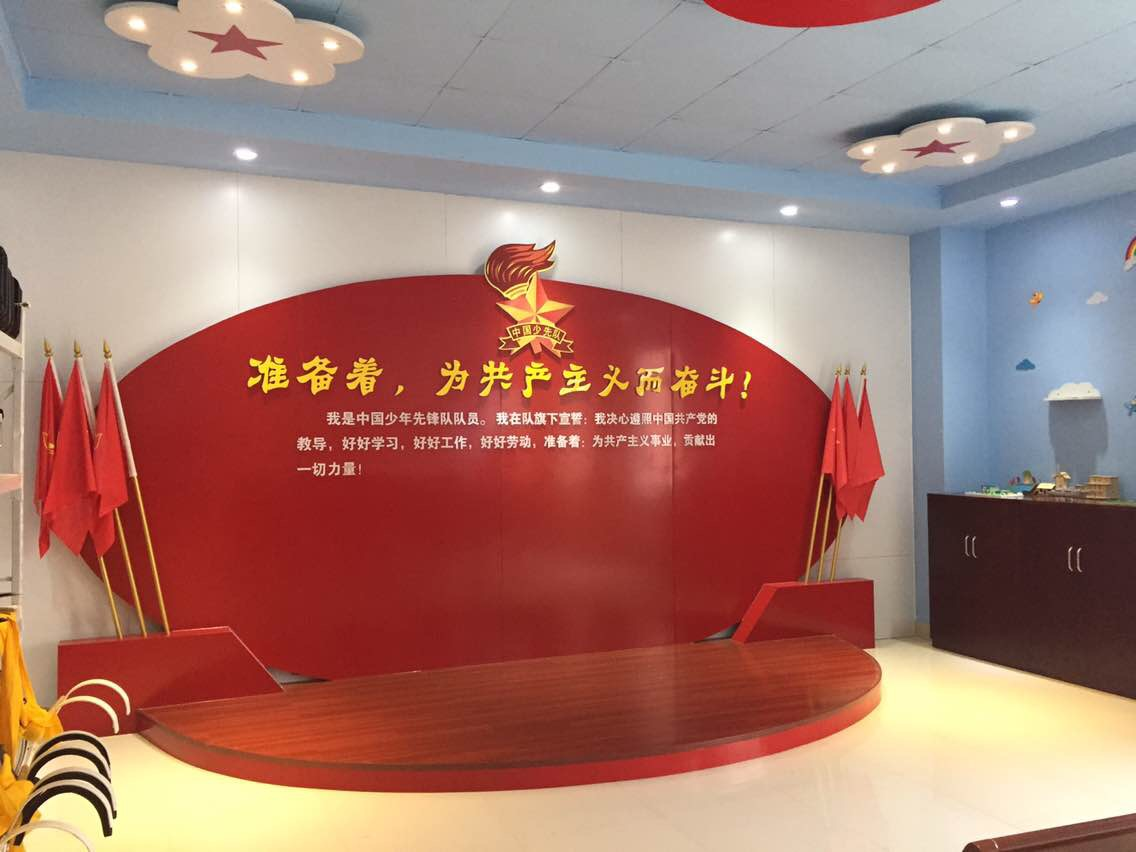 中国少先队
准备着，为共产主义而奋斗！
我是中国少年先锋队队员。我在队旗下宣誓：我决心遵照中国共产党的
教导，好好学习，好好工作，好好劳动，准备着：为共产主义事业，贡献出
一切力量！